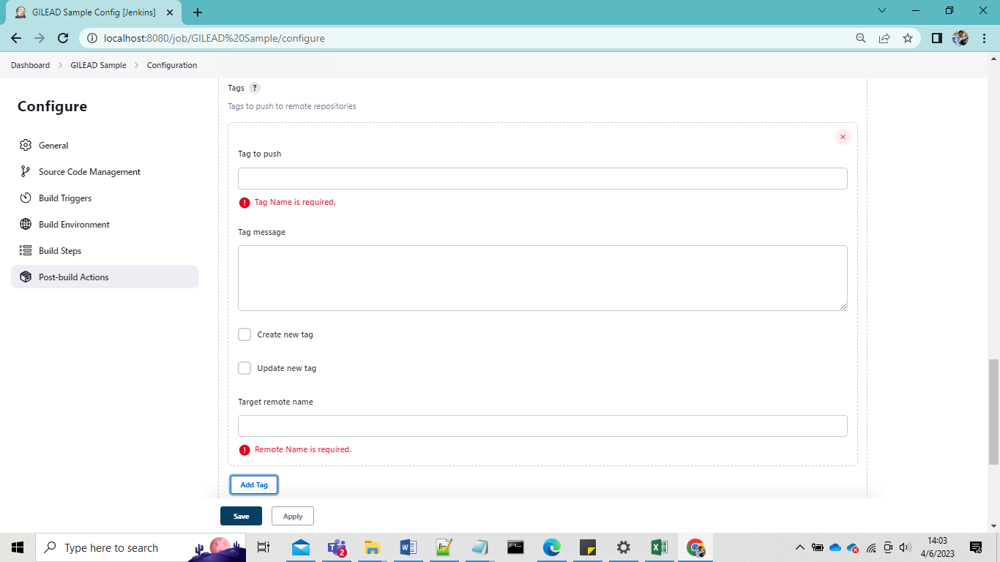 GILEAD Sample Config [Jenkins]
localhost:8080/job/GILEAD%20Sample/configure
Dashboard > GILEAD Sample > Configuration
Configure
General
Source Code Management
Build Triggers
Build Environment
Build Steps
Post-build Actions
Tags ?
Tags to push to remote repositories
Tag to push
Tag Name is required.
Tag message
Create new tag
Update new tag
Target remote name
Remote Name is required.
Add Tag
Save Apply
Type here to search
2
14:03
4/6/2023